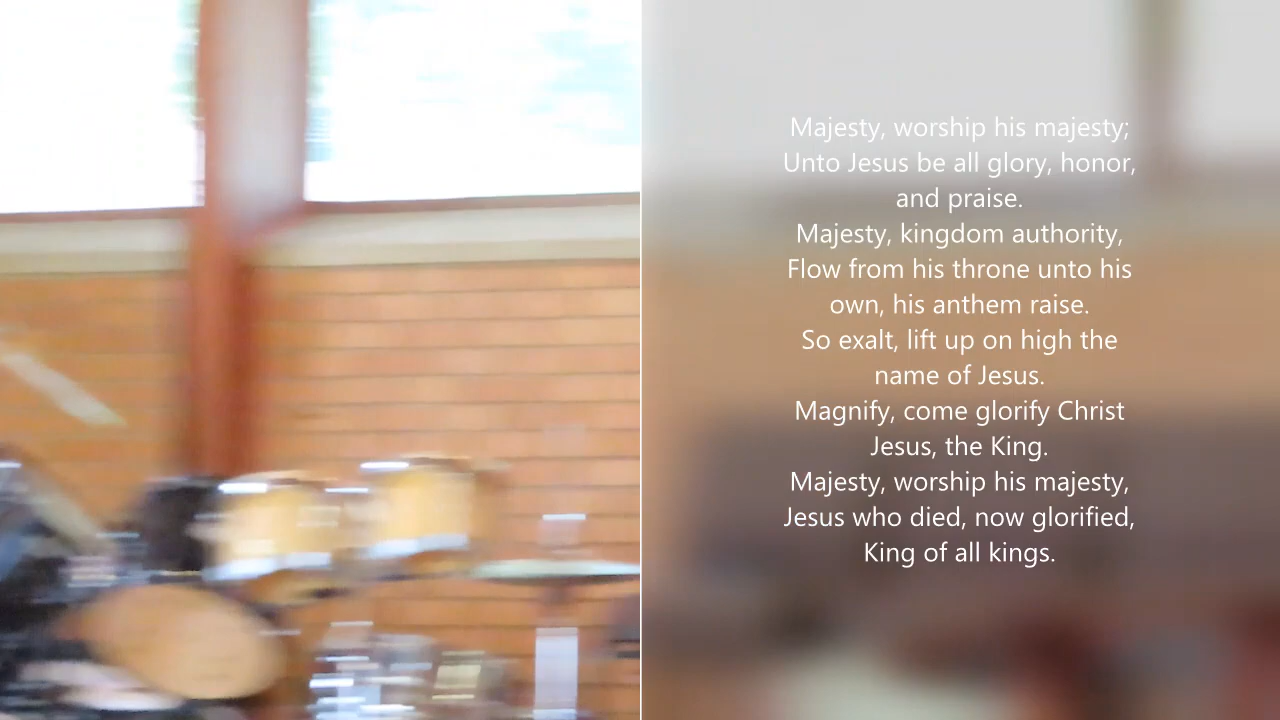 Majesty, worship his majesty;
Unto Jesus be all glory, honor,
and praise.
Majesty, kingdom authority,
Flow from his throne unto his
own, his anthem raise.
So exalt, lift up on high the
name of Jesus.
Magnify, come glorify Christ
Jesus, the King.
Majesty, worship his majesty,
Jesus who died, now glorified,
King of all kings.